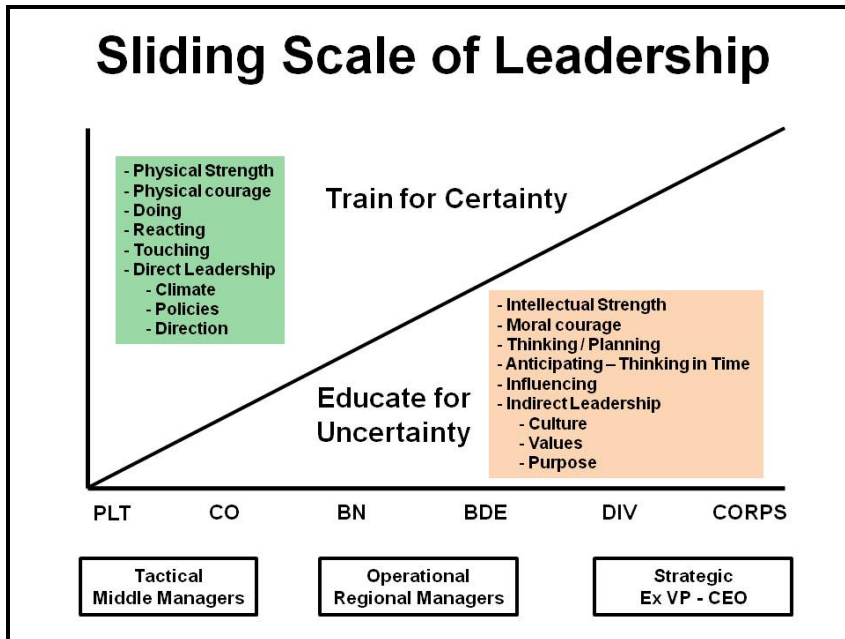 Sliding Scale of Leadership
- Physical Strength
- Physical courage
- Doing
- Reacting
- Touching
- Direct Leadership
- Climate
- Policies
- Direction
Train for Certainty
- Intellectual Strength
- Moral courage
- Thinking / Planning
- Anticipating – Thinking in Time
- Influencing
- Indirect Leadership
- Culture
- Values
- Purpose
Educate for
Uncertainty
PLT CO BN BDE DIV CORPS
Tactical
Middle Managers
Operational
Regional Managers
Strategic
Ex VP - CEO